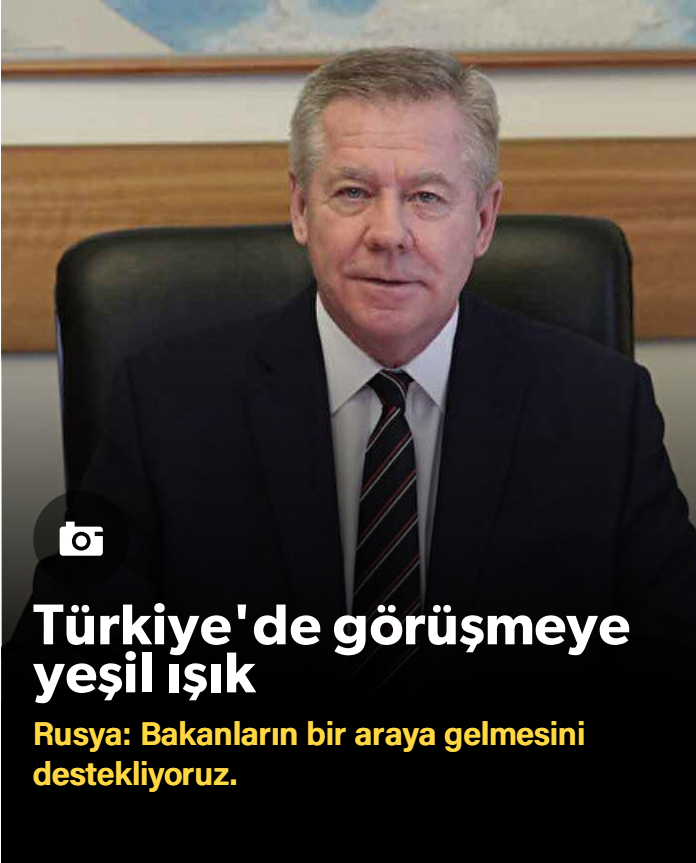 Türkiye'de görüşmeye
yeşil ışık
Rusya: Bakanların bir araya gelmesini
destekliyoruz.